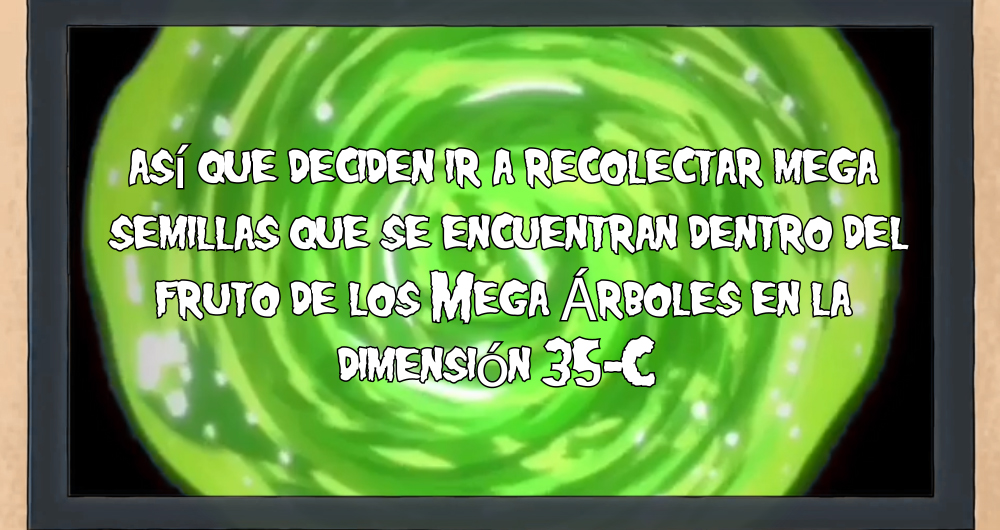 así que deciden ir a recolectar mega
semillas que se encuentran dentro del
fruto de los Mega Árboles en la
dimensión 35-C